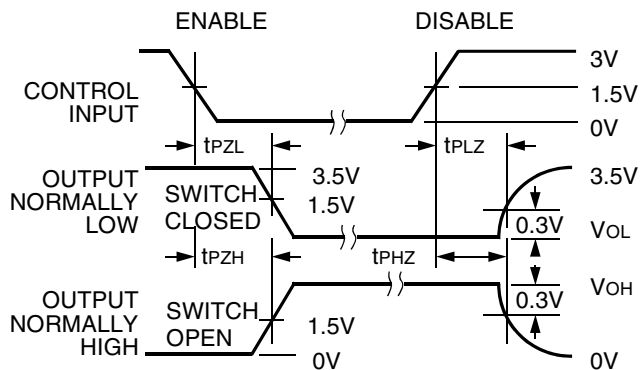 ENABLE
DISABLE
3V
CONTROL
INPUT
1.5V
0V
tPZL
tPLZ
OUTPUT
NORMALLY
LOW
SWITCH
CLOSED
3.5V
1.5V
3.5V
0.3V
VOL
tPZH
tPHZ
OUTPUT
NORMALLY
HIGH
SWITCH
OPEN
1.5V
0V
0.3V
VOH
0V